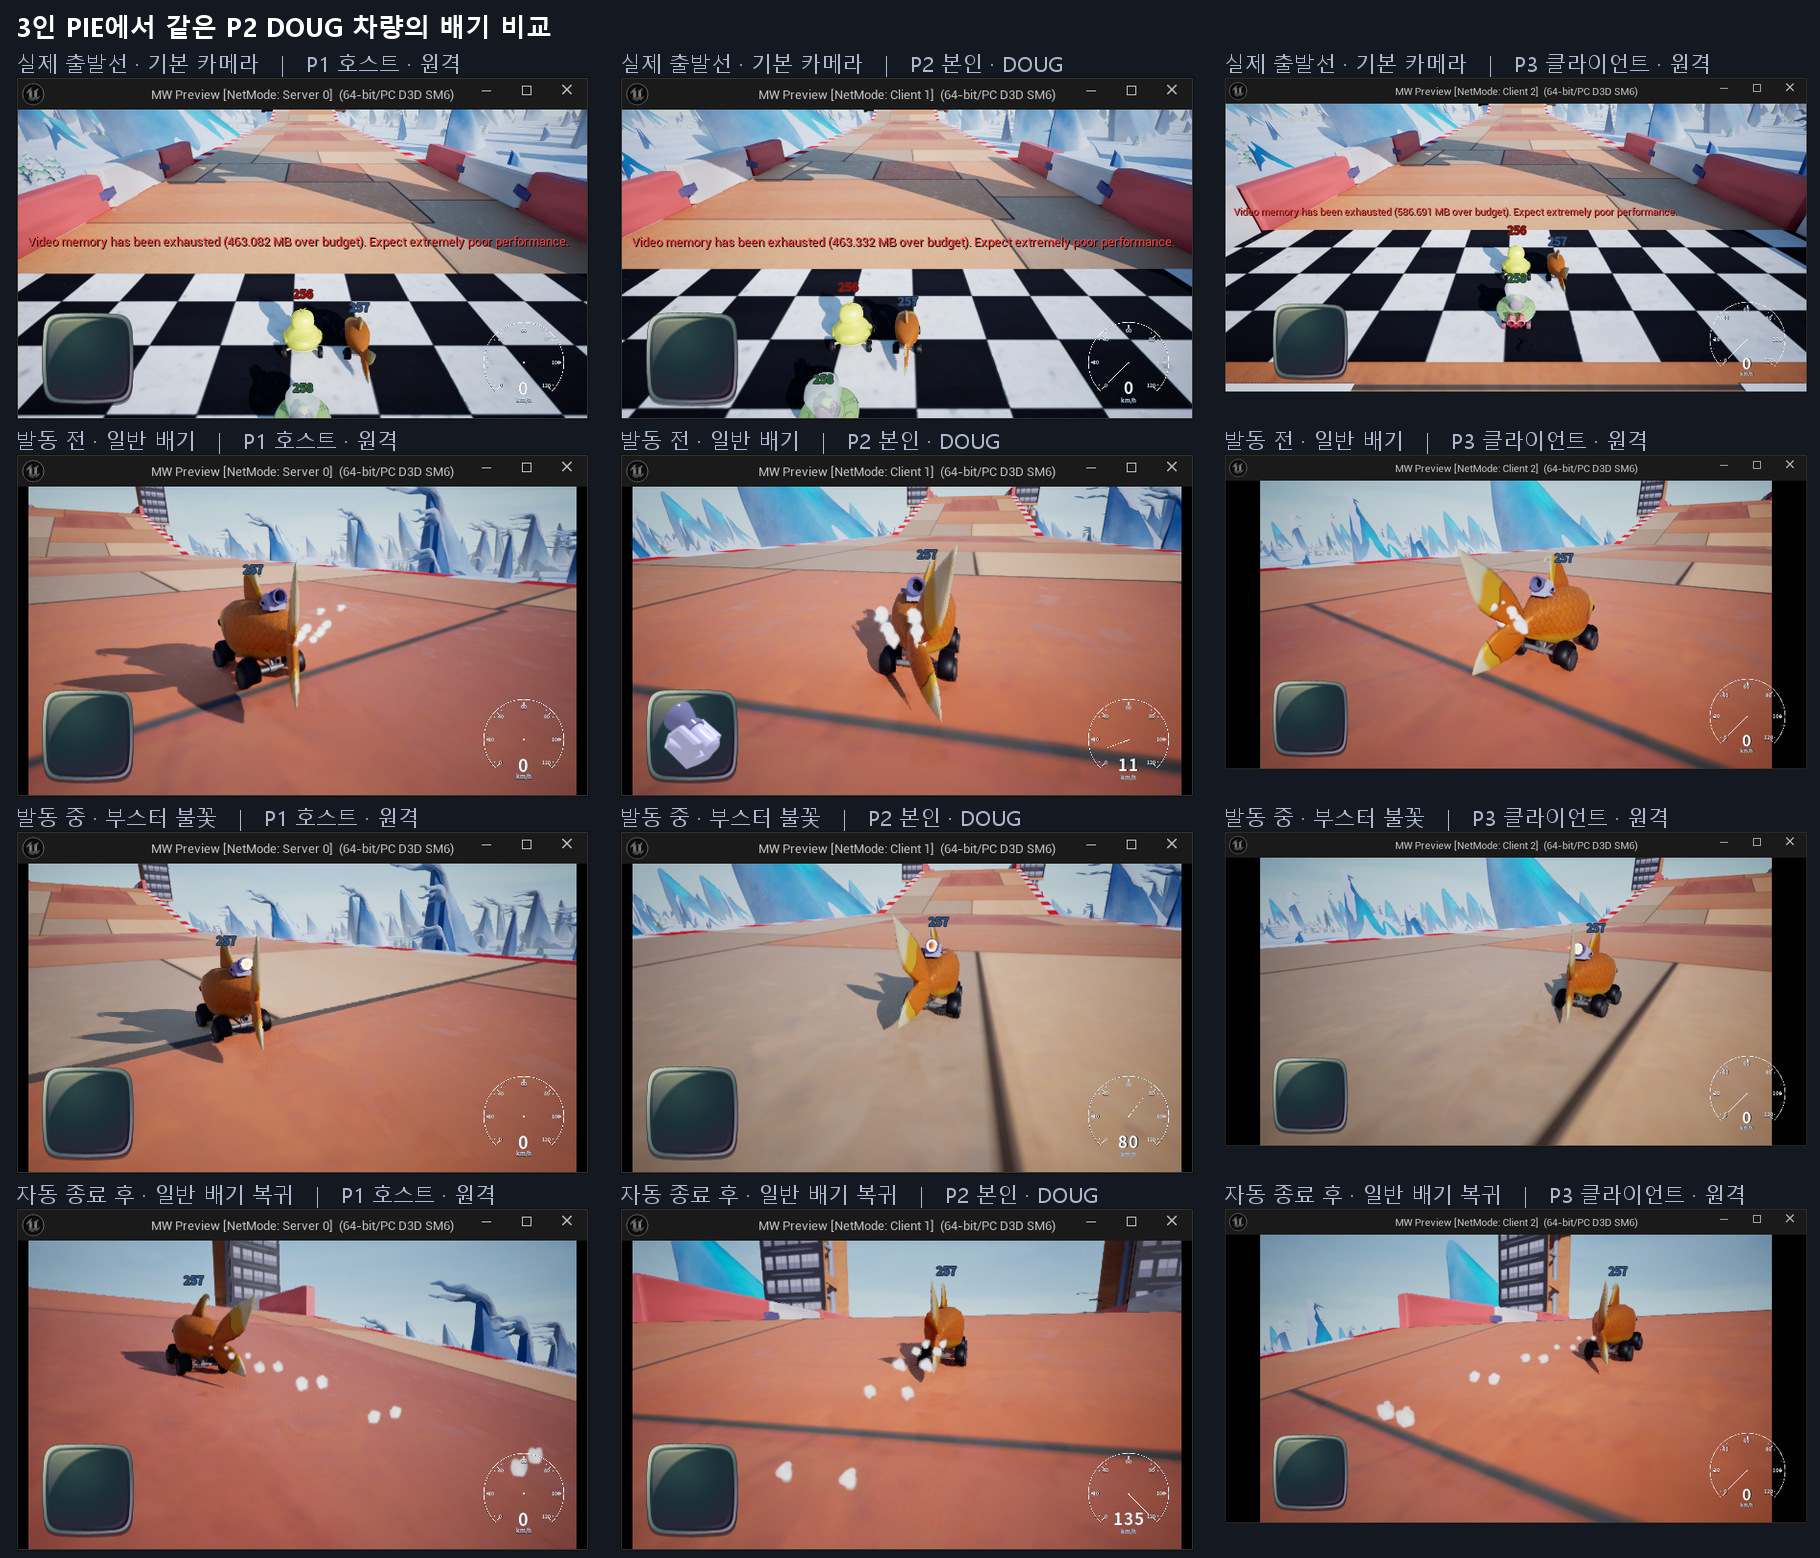 3인 PIE에서 같은 P2 DOUG 차량의 배기 비교
실제 출발선 · 기본 카메라 | P1 호스트 · 원격
실제 출발선 · 기본 카메라 | P2 본인 · DOUG
실제 출발선 · 기본 카메라 | P3 클라이언트 · 원격
MW Preview [NetMode: Server 0] (64-bit/PC D3D SM6)
MW Preview [NetMode: Client 1] (64-bit/PC D3D SM6)
MW Preview [NetMode: Client 2] (64-bit/PC D3D SM6)
Video memory has been exhausted (463.082 MB over budget). Expect extremely poor performance.
Video memory has been exhausted (463.332 MB over budget). Expect extremely poor performance.
Video memory has been exhausted (586.691 MB over budget). Expect extremely poor performance.
256
257
258
0
km/h
256
257
258
0
km/h
256
257
258
0
km/h
발동 전 · 일반 배기 | P1 호스트 · 원격
발동 전 · 일반 배기 | P2 본인 · DOUG
발동 전 · 일반 배기 | P3 클라이언트 · 원격
MW Preview [NetMode: Server 0] (64-bit/PC D3D SM6)
MW Preview [NetMode: Client 1] (64-bit/PC D3D SM6)
MW Preview [NetMode: Client 2] (64-bit/PC D3D SM6)
257
0
km/h
257
11
km/h
257
0
km/h
발동 중 · 부스터 불꽃 | P1 호스트 · 원격
발동 중 · 부스터 불꽃 | P2 본인 · DOUG
발동 중 · 부스터 불꽃 | P3 클라이언트 · 원격
MW Preview [NetMode: Server 0] (64-bit/PC D3D SM6)
MW Preview [NetMode: Client 1] (64-bit/PC D3D SM6)
MW Preview [NetMode: Client 2] (64-bit/PC D3D SM6)
257
0
km/h
257
80
km/h
257
0
km/h
자동 종료 후 · 일반 배기 복귀 | P1 호스트 · 원격
자동 종료 후 · 일반 배기 복귀 | P2 본인 · DOUG
자동 종료 후 · 일반 배기 복귀 | P3 클라이언트 · 원격
MW Preview [NetMode: Server 0] (64-bit/PC D3D SM6)
MW Preview [NetMode: Client 1] (64-bit/PC D3D SM6)
MW Preview [NetMode: Client 2] (64-bit/PC D3D SM6)
257
0
km/h
257
135
km/h
257
0
km/h